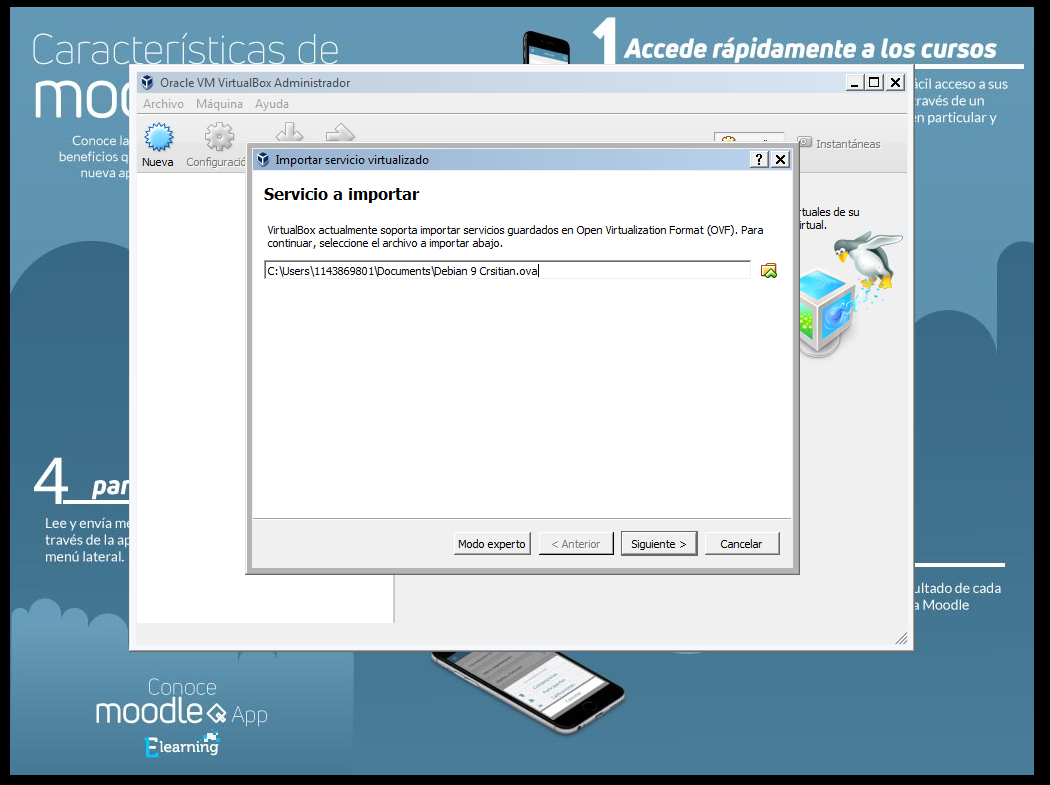 Características de
moo
Conoce la
beneficios q
nueva ap
1 Accede rápidamente a los cursos
ácil acceso a sus
ravés de un
en particular y
Oracle VM VirtualBox Administrador
Archivo Máquina Ayuda
Nueva Configuració
Instantáneas
rtuales de su
irtual.
Importar servicio virtualizado
Servicio a importar
VirtualBox actualmente soporta importar servicios guardados en Open Virtualization Format (OVF). Para
continuar, seleccione el archivo a importar abajo.
C:\Users\1143869801\Documents\Debian 9 Crsitian.ova
Modo experto < Anterior Siguiente > Cancelar
4 par
Lee y envía me
través de la ap
menú lateral.
ultado de cada
a Moodle
Conoce
moodle App
Elearning